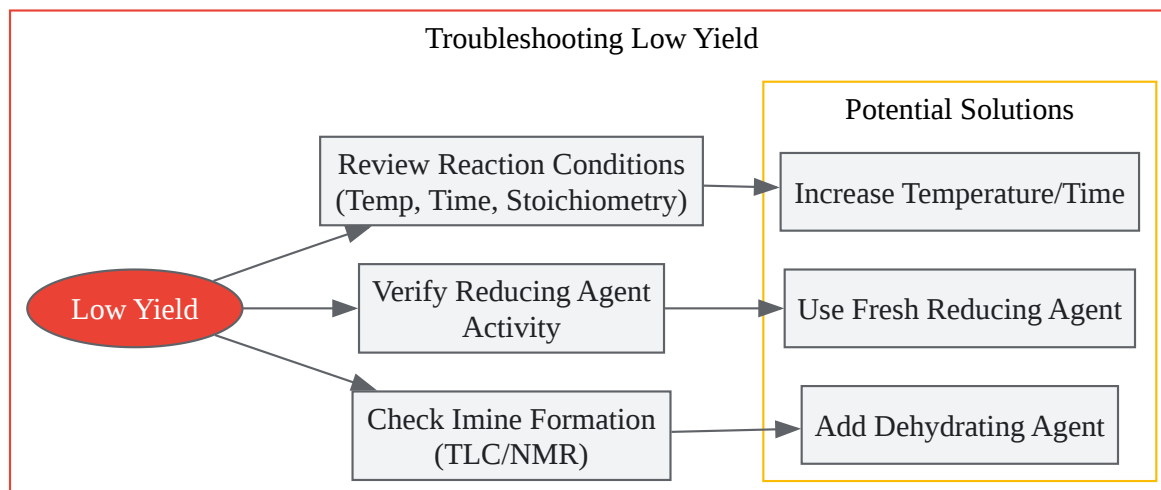 Troubleshooting Low Yield
Potential Solutions
Review Reaction Conditions
(Temp, Time, Stoichiometry)
Increase Temperature/Time
Low Yield
Verify Reducing Agent
Activity
Use Fresh Reducing Agent
Check Imine Formation
(TLC/NMR)
Add Dehydrating Agent